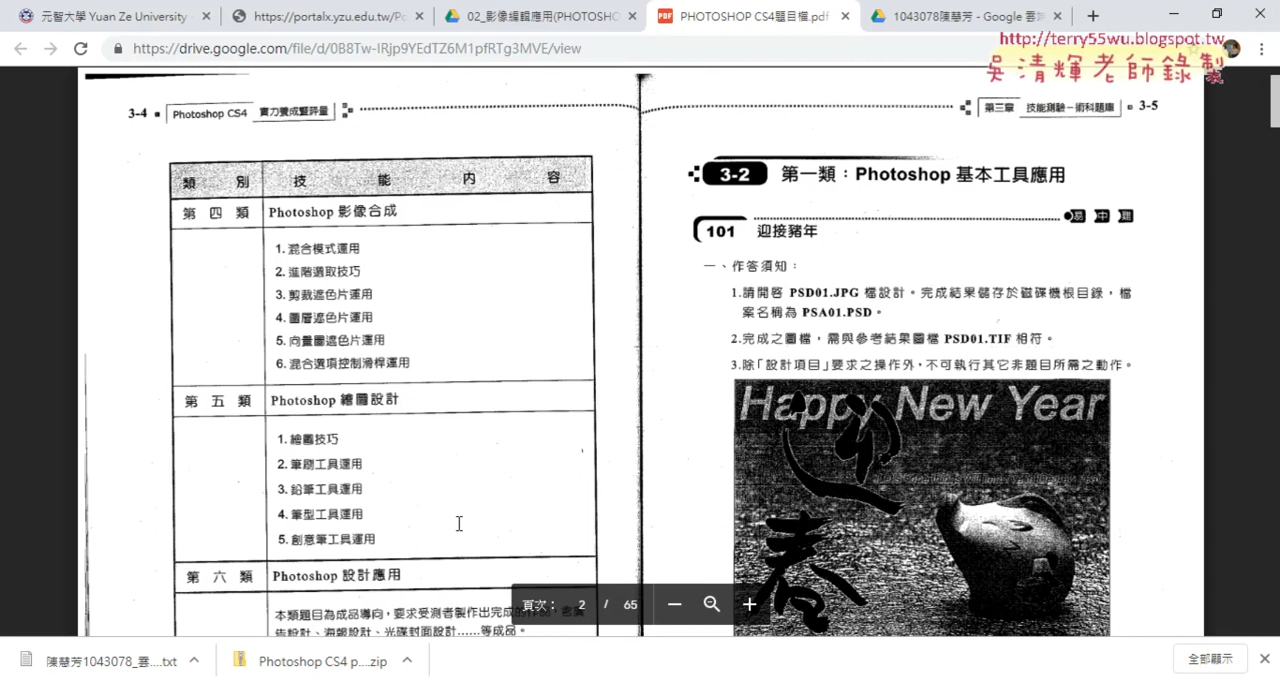 元智大學 Yuan Ze University
https://portalx.yzu.edu.tw/Po
02_影像編輯應用(PHOTOSHO
PHOTOSHOP CS4題目檔.pdf
1043078陳慧芳 - Google 雲端
https://drive.google.com/file/d/0B8Tw-IRjp9YEdTZ6M1pfRTg3MVE/view
http://terry55wu.blogspot.tw
吳清輝老師錄製
3-4 Photoshop CS4 實力養成暨評量
類別 技能內容
第四類 Photoshop 影像合成
1.混合模式運用
2.進階選取技巧
3.剪裁遮色片運用
4.圖層遮色片運用
5.向量圖遮色片運用
6.混合選項控制滑桿運用
第五類 Photoshop 繪圖設計
1.繪圖技巧
2.筆刷工具運用
3.鉛筆工具運用
4.筆型工具運用
5.創意筆工具運用
第六類 Photoshop 設計應用
本類題目為成品導向，要求受測者製作出完成的作品，包含廣
告設計、海報設計、光碟封面設計……等成品。
第三章 技能測驗－術科題庫 3-5
3-2 第一類：Photoshop 基本工具應用
易 中 難
101 迎接豬年
一、作答須知：
1.請開啓 PSD01.JPG 檔設計。完成結果儲存於磁碟機根目錄，檔
案名稱為 PSA01.PSD。
2.完成之圖檔，需與參考結果圖檔 PSD01.TIF 相符。
3.除「設計項目」要求之操作外，不可執行其它非題目所需之動作。
Happy New Year
迎
春
頁次： 2 / 65
陳慧芳1043078_雲....txt
Photoshop CS4 p....zip
全部顯示